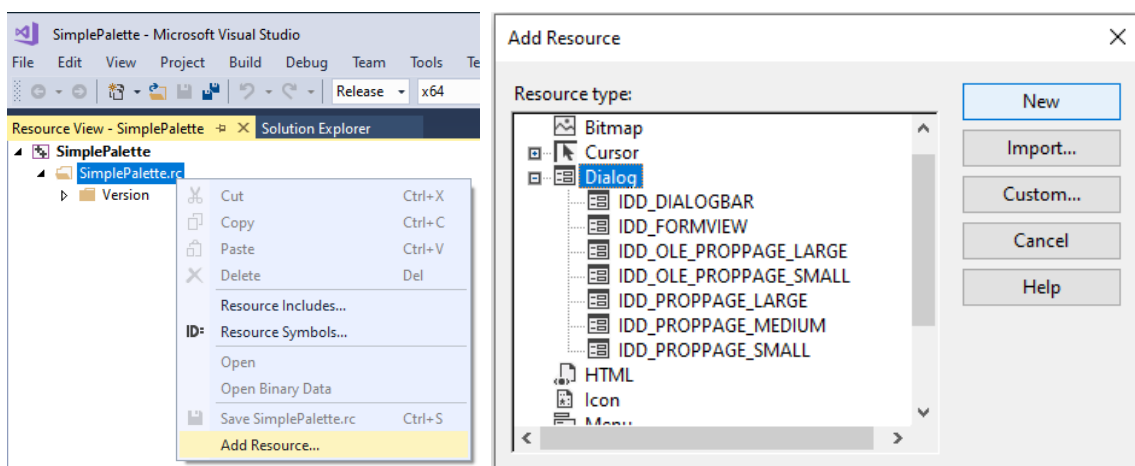 SimplePalette - Microsoft Visual Studio
File Edit View Project Build Debug Team Tools
Release x64
Resource View - SimplePalette Solution Explorer
SimplePalette
SimplePalette.rc
Version
Cut Ctrl+X
Copy Ctrl+C
Paste Ctrl+V
Delete Del
Resource Includes...
ID= Resource Symbols...
Open
Open Binary Data
Save SimplePalette.rc Ctrl+S
Add Resource...
Add Resource
Resource type:
Bitmap
Cursor
Dialog
IDD_DIALOGBAR
IDD_FORMVIEW
IDD_OLE_PROPPAGE_LARGE
IDD_OLE_PROPPAGE_SMALL
IDD_PROPPAGE_LARGE
IDD_PROPPAGE_MEDIUM
IDD_PROPPAGE_SMALL
HTML
Icon
Menu
New
Import...
Custom...
Cancel
Help